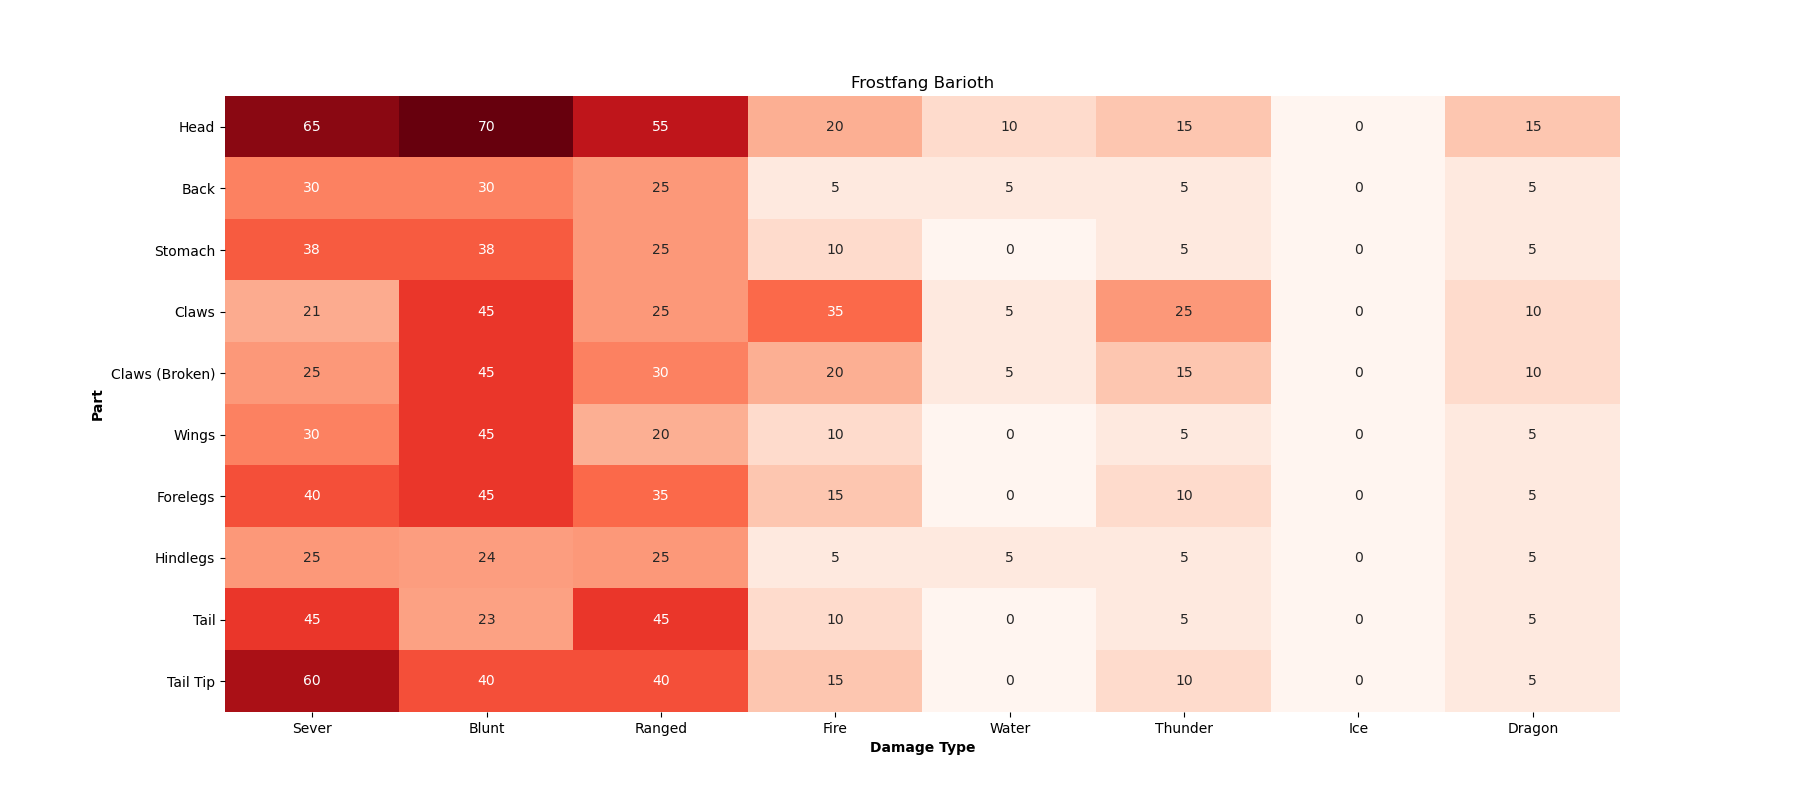 Frostfang Barioth
Part
Head 65 70 55 20 10 15 0 15
Back 30 30 25 5 5 5 0 5
Stomach 38 38 25 10 0 5 0 5
Claws 21 45 25 35 5 25 0 10
Claws (Broken) 25 45 30 20 5 15 0 10
Wings 30 45 20 10 0 5 0 5
Forelegs 40 45 35 15 0 10 0 5
Hindlegs 25 24 25 5 5 5 0 5
Tail 45 23 45 10 0 5 0 5
Tail Tip 60 40 40 15 0 10 0 5
Sever Blunt Ranged Fire Water Thunder Ice Dragon
Damage Type